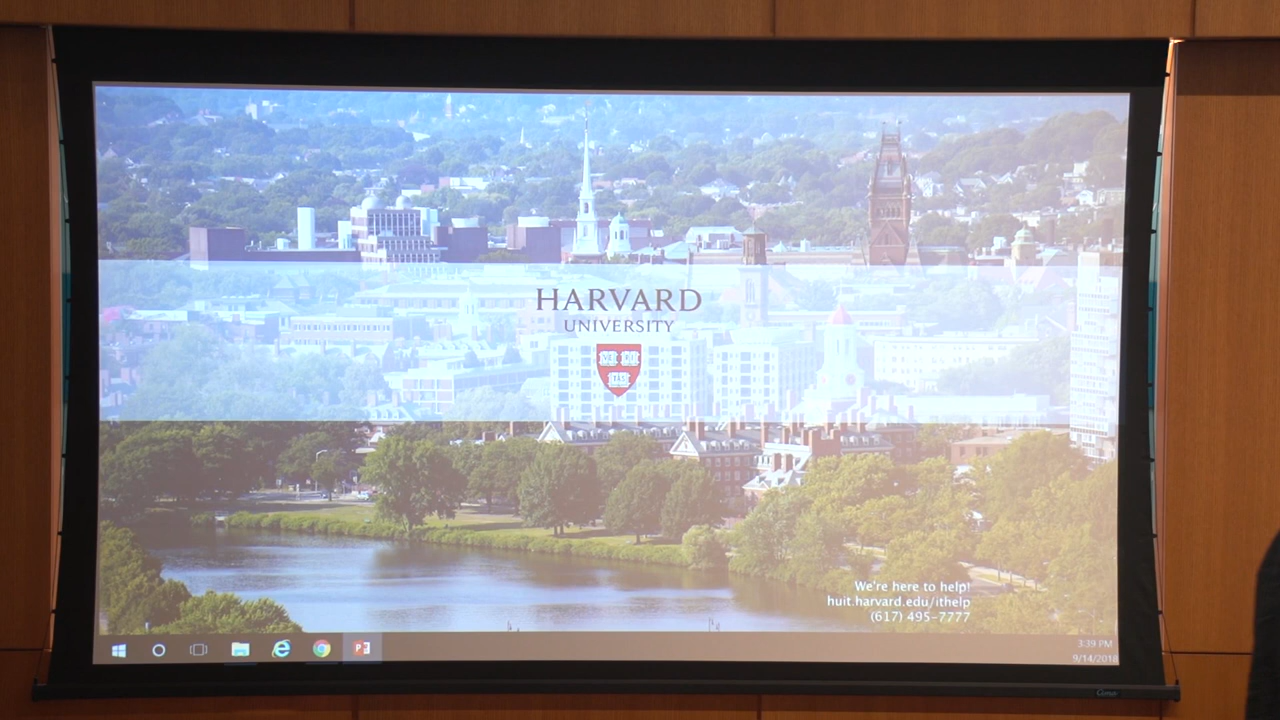 HARVARD
UNIVERSITY
We're here to help!
huit.harvard.edu/ithelp
(617) 495-7777
3:39 PM
9/14/2018